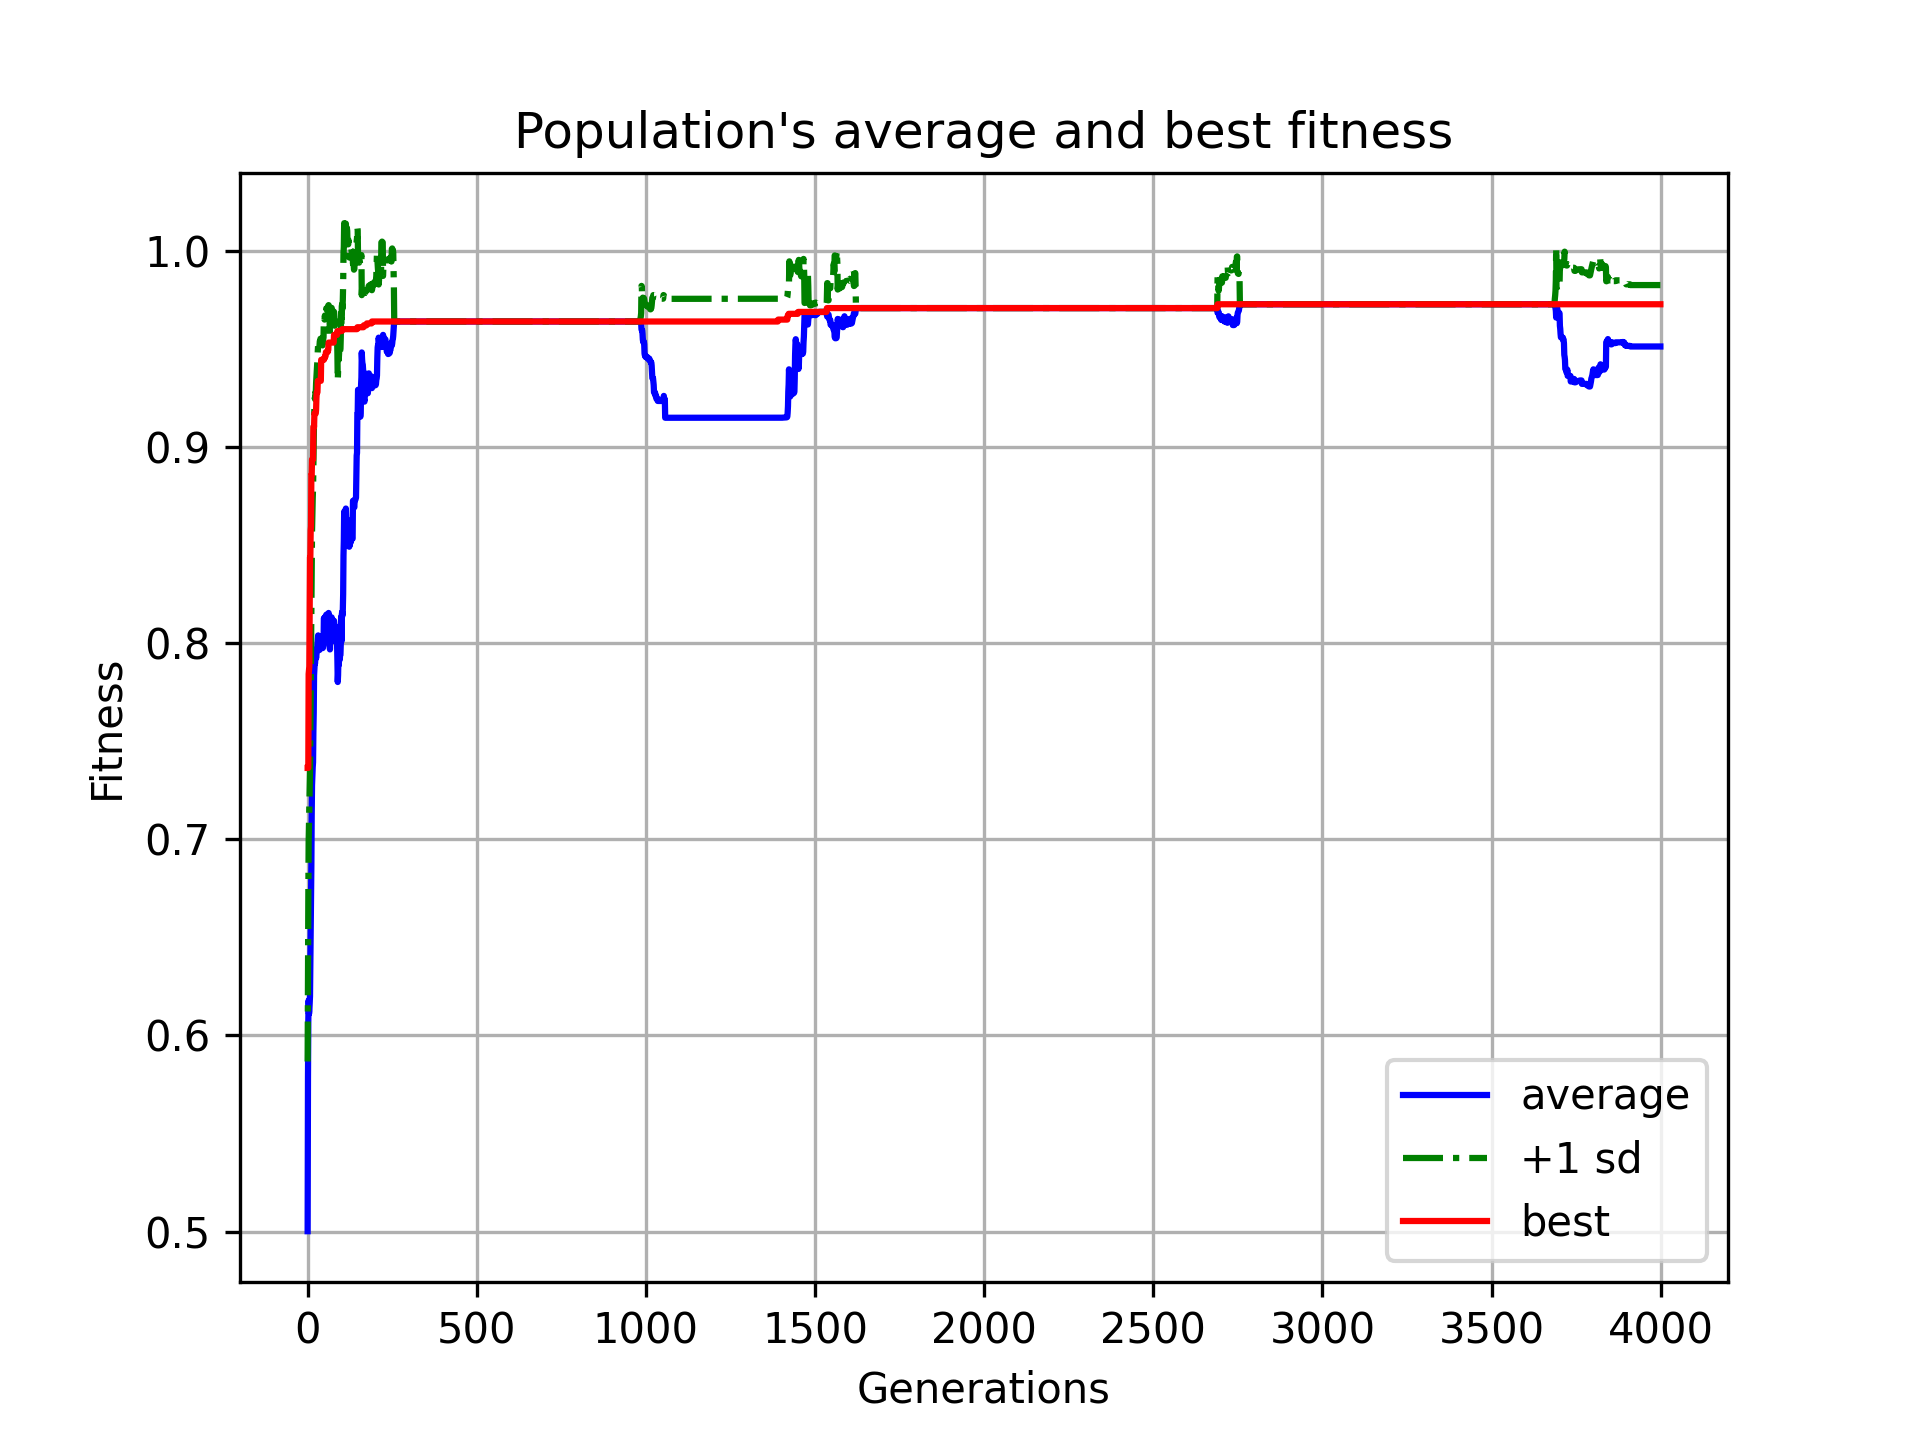 Population's average and best fitness
1.0
0.9
0.8
0.7
0.6
0.5
Fitness
0 500 1000 1500 2000 2500 3000 3500 4000
Generations
average
+1 sd
best